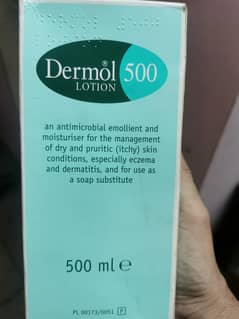 Dermol® 500
LOTION
an antimicrobial emollient and
moisturiser for the management
of dry and pruritic (itchy) skin
conditions, especially eczema
and dermatitis, and for use as
a soap substitute
500 ml ℮
PL 00173/0051 P